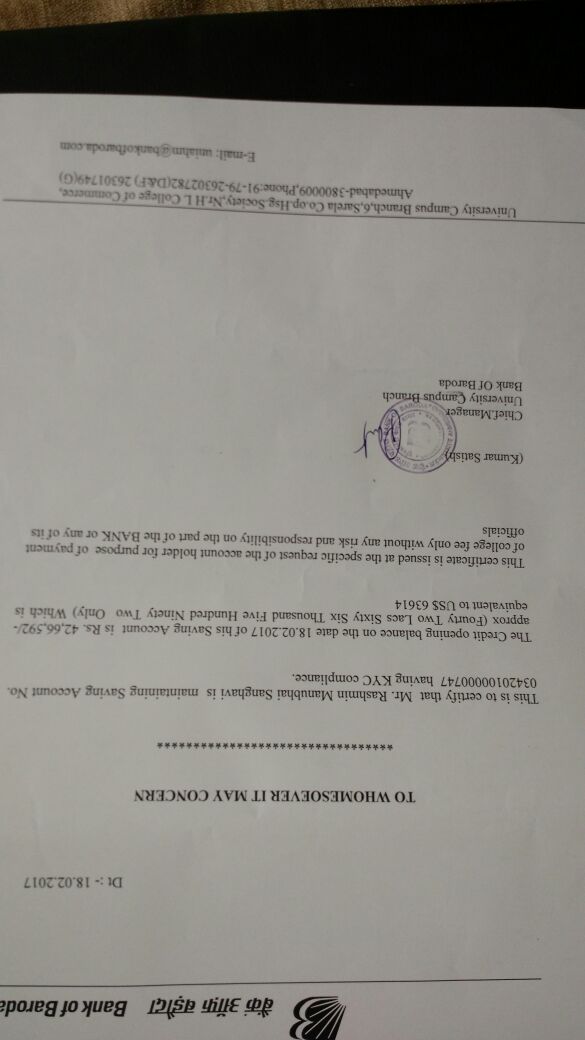 बैंक ऑफ़ बड़ौदा Bank of Baroda
Dt :- 18.02.2017
TO WHOMESOEVER IT MAY CONCERN
*********************************
This is to certify that Mr. Rashmin Manubhai Sanghavi is maintaining Saving Account No.
03420100000747 having KYC compliance.
The Credit opening balance on the date 18.02.2017 of his Saving Account is Rs. 42,66,592/-
approx (Fourty Two Lacs Sixty Six Thousand Five Hundred Ninety Two Only) Which is
equivalent to US$ 63614
This certificate is issued at the specific request of the account holder for purpose of payment
of college fee only without any risk and responsibility on the part of the BANK or any of its
officials
(Kumar Satish)
Chief.Manager
University Campus Branch
Bank Of Baroda
University Campus Branch,6,Sarela Co.op.Hsg.Society,Nr.H L College of Commerce,
Ahmedabad-3800009,Phone:91-79-26302782(D&F) 26301749(G)
E-mail: uniahm@bankofbaroda.com